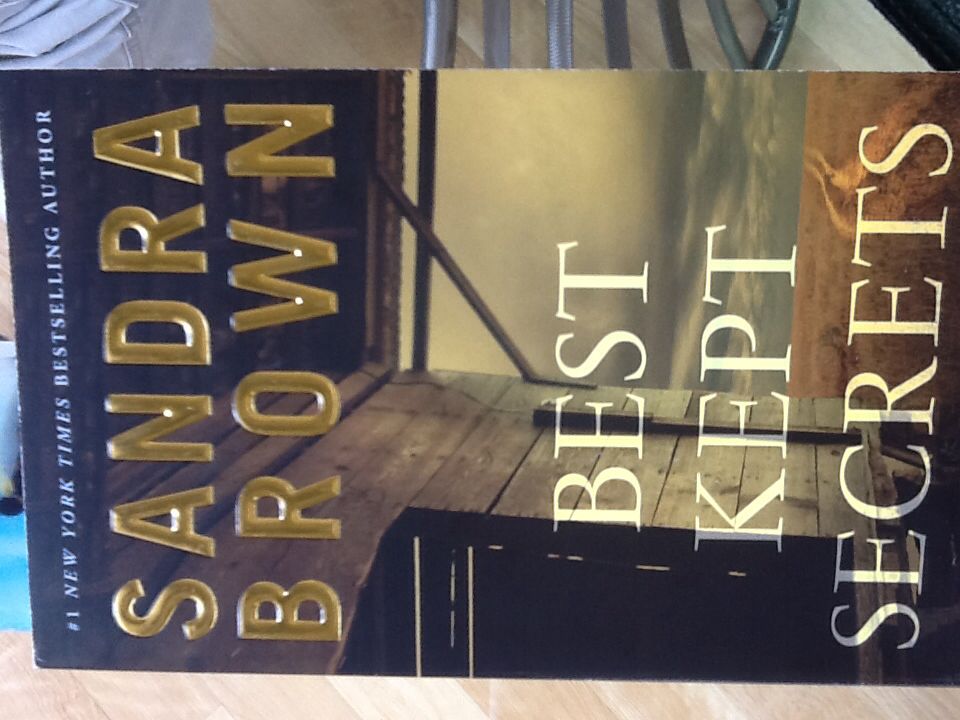 #1 NEW YORK TIMES BESTSELLING AUTHOR
SANDRA
BROWN
BEST
KEPT
SECRETS